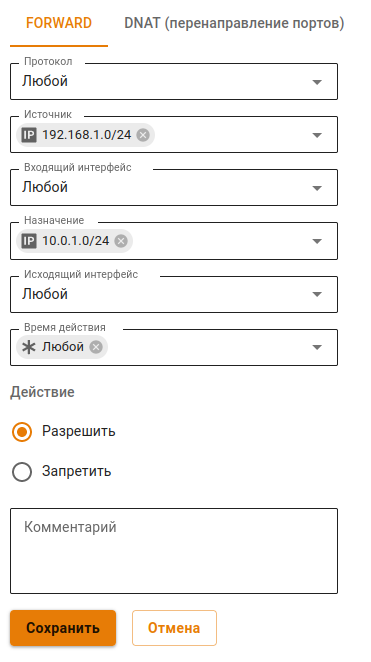 FORWARD DNAT (перенаправление портов)
Протокол
Любой
Источник
IP 192.168.1.0/24
Входящий интерфейс
Любой
Назначение
IP 10.0.1.0/24
Исходящий интерфейс
Любой
Время действия
Любой
Действие
Разрешить
Запретить
Комментарий
Сохранить Отмена